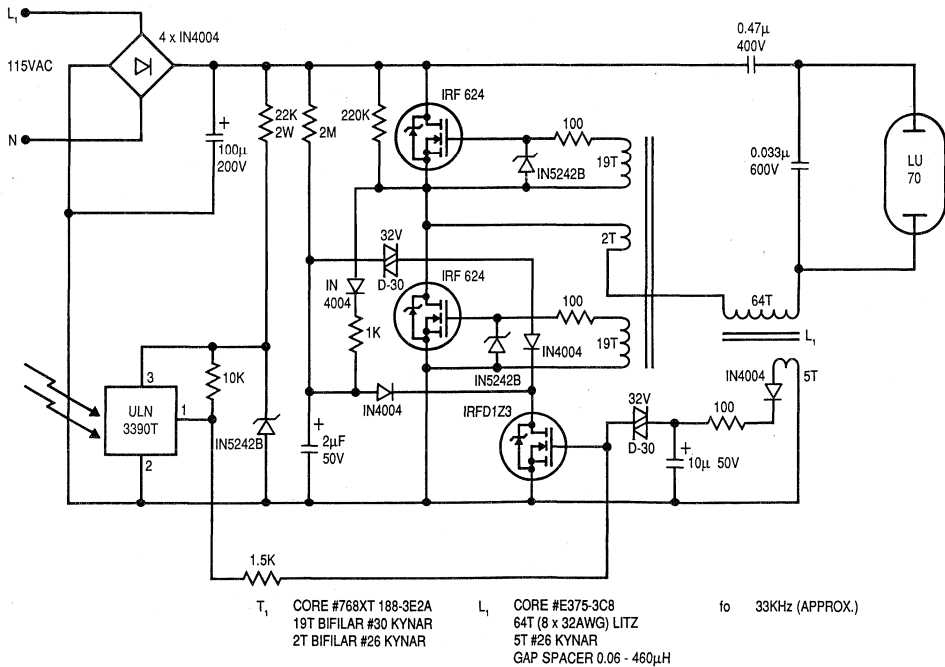 L1
4 x IN4004
115VAC
N
+
100µ
200V
22K
2W
2M
220K
IRF 624
100
19T
IN5242B
0.47µ
400V
0.033µ
600V
LU
70
32V
D-30
2T
IN
4004
IRF 624
1K
100
19T
IN5242B
IN4004
64T
L1
5T
IN4004
3
10K
ULN
3390T
1
2
IN5242B
IN4004
+
2µF
50V
IRFD1Z3
32V
D-30
100
+
10µ 50V
1.5K
T1 CORE #768XT 188-3E2A
19T BIFILAR #30 KYNAR
2T BIFILAR #26 KYNAR
L1 CORE #E375-3C8
64T (8 x 32AWG) LITZ
5T #26 KYNAR
GAP SPACER 0.06 - 460µH
fo 33KHz (APPROX.)